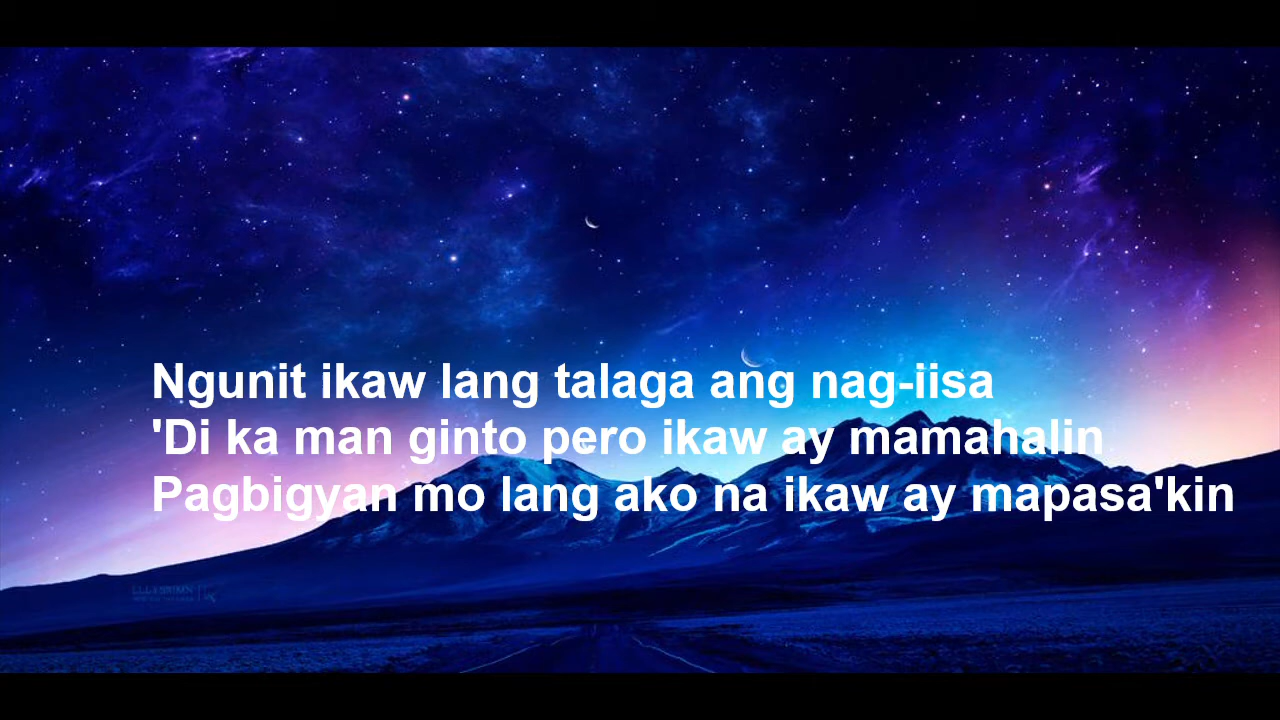 Ngunit ikaw lang talaga ang nag-iisa
'Di ka man ginto pero ikaw ay mamahalin
Pagbigyan mo lang ako na ikaw ay mapasa'kin